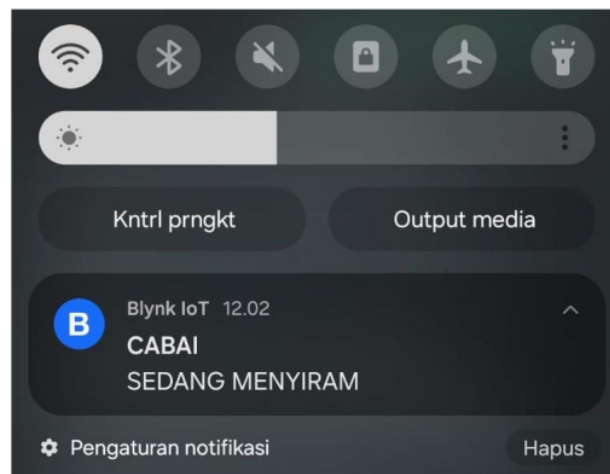 Kntrl prngkt
Output media
B
Blynk IoT 12.02
CABAI
SEDANG MENYIRAM
Pengaturan notifikasi
Hapus